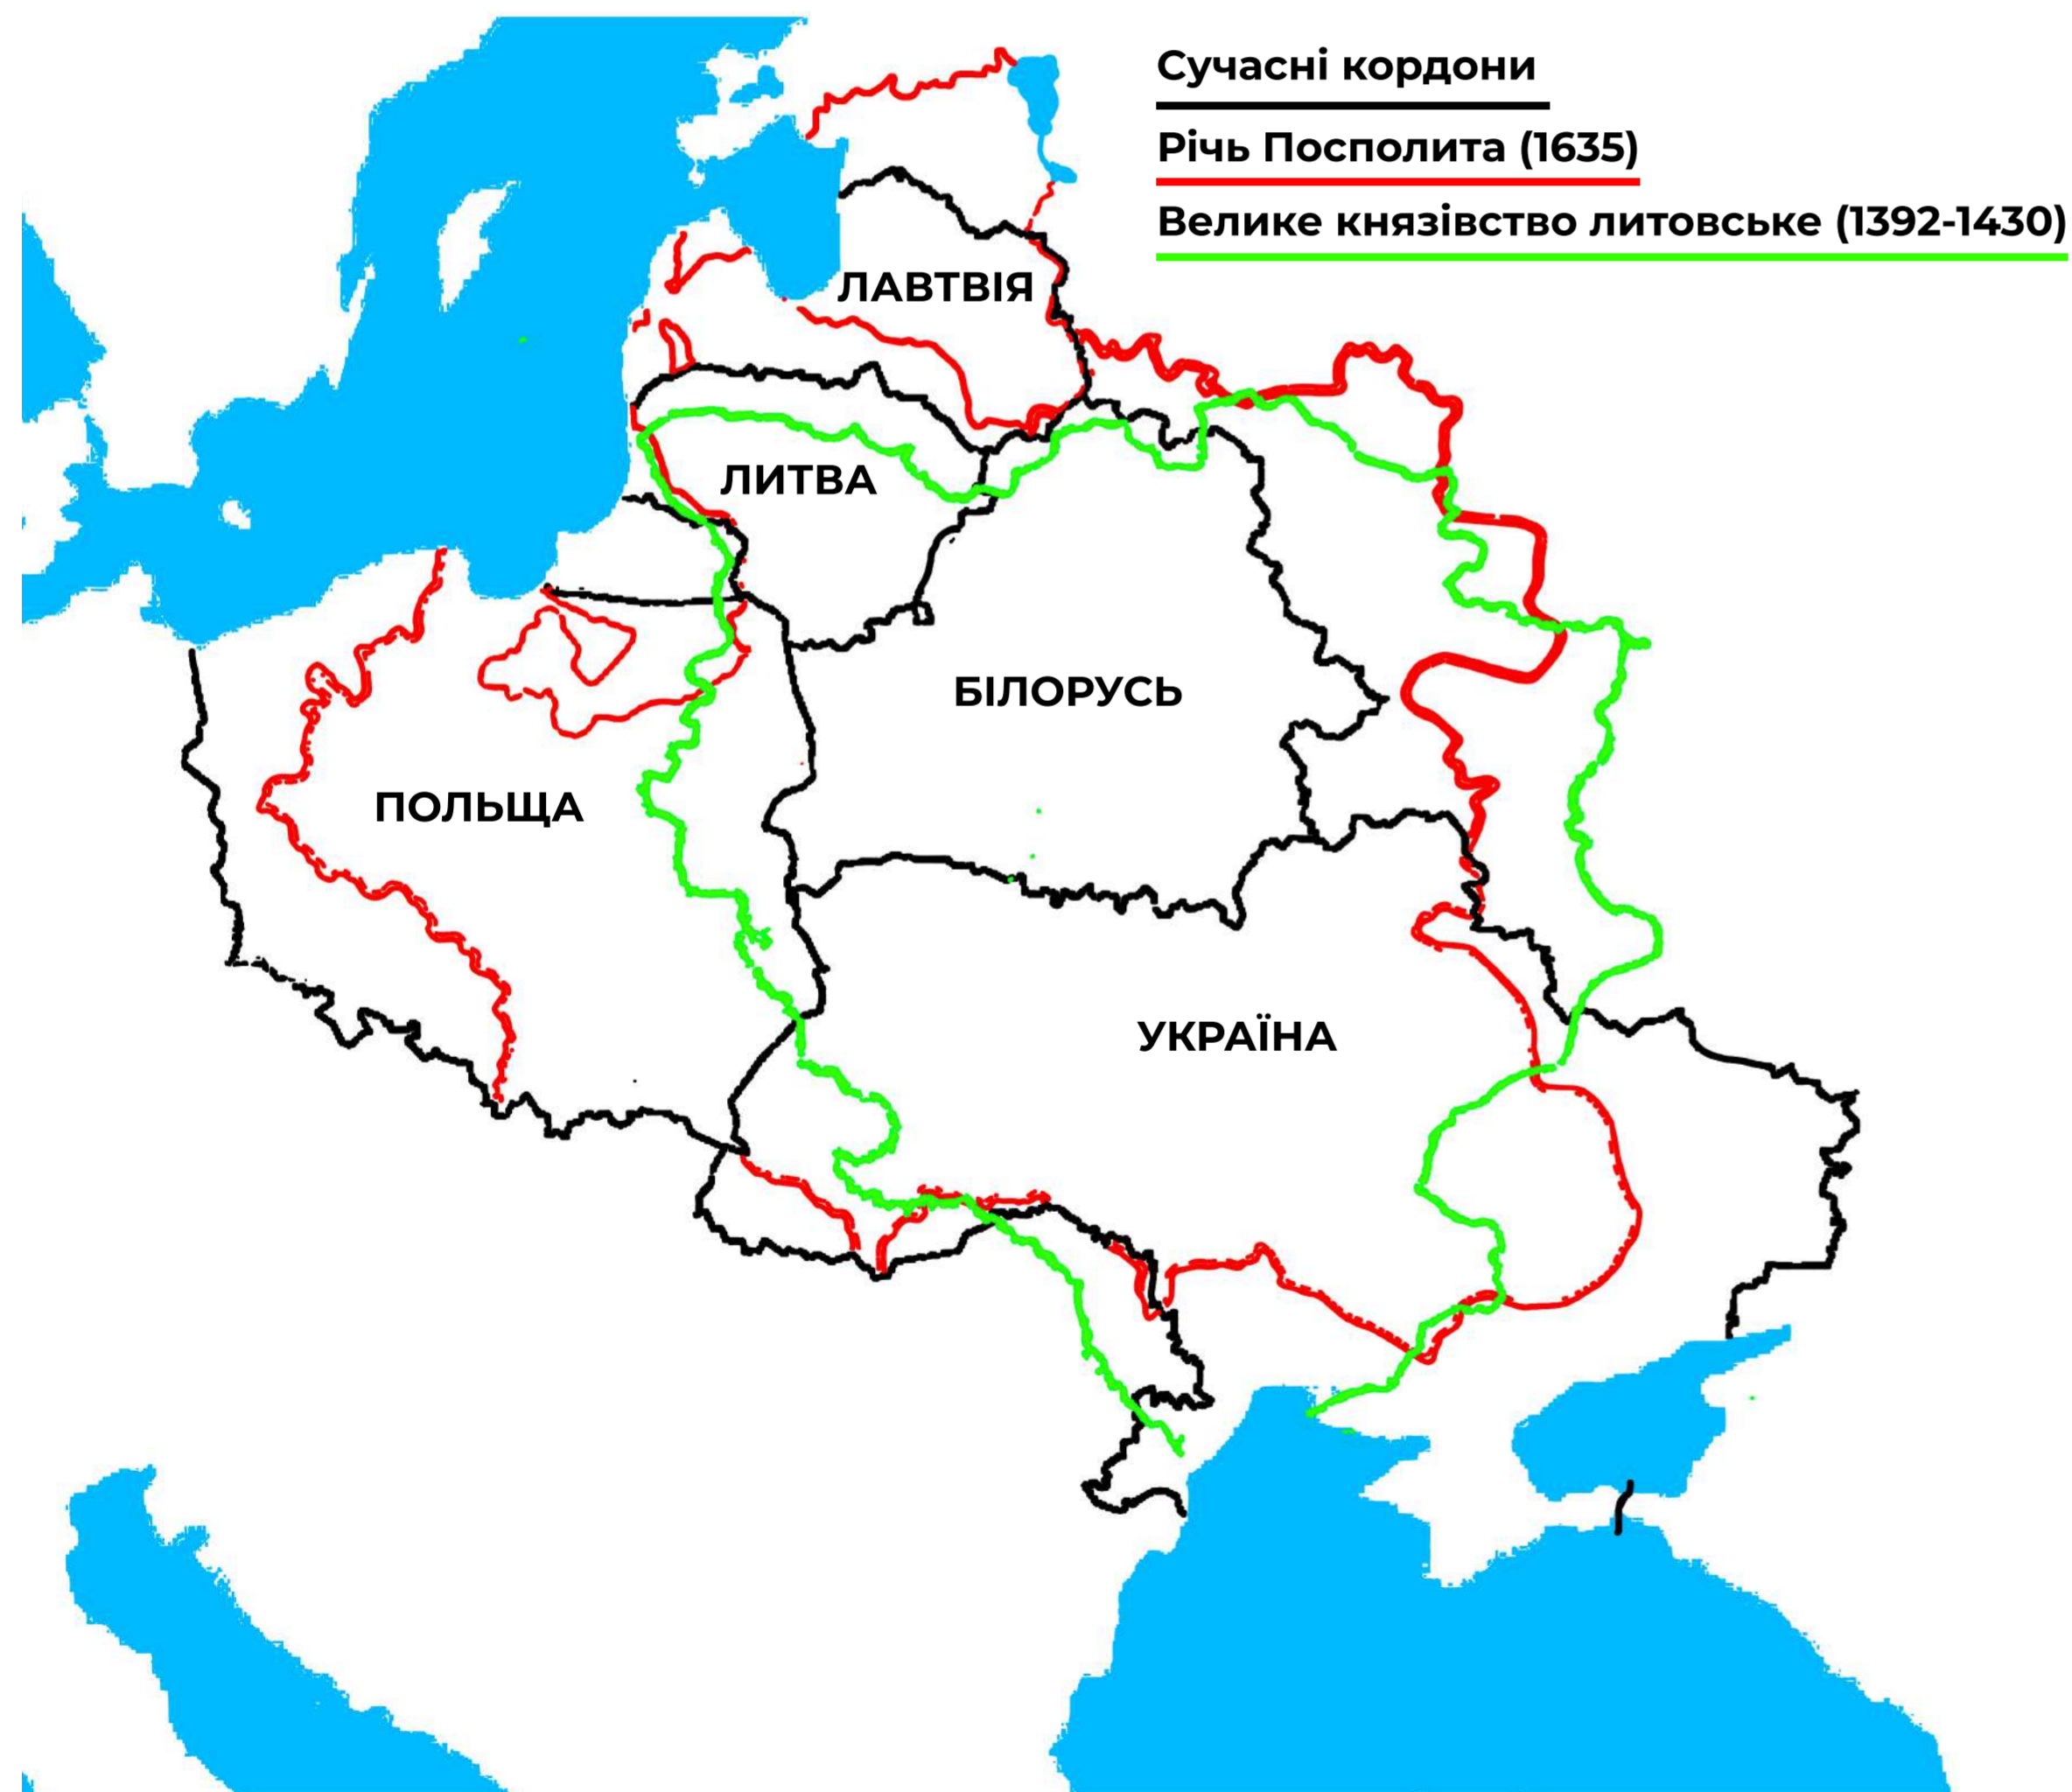 Сучасні кордони
Річь Посполита (1635)
Велике князівство литовське (1392-1430)
ЛАВТВІЯ
ЛИТВА
БІЛОРУСЬ
ПОЛЬЩА
УКРАЇНА